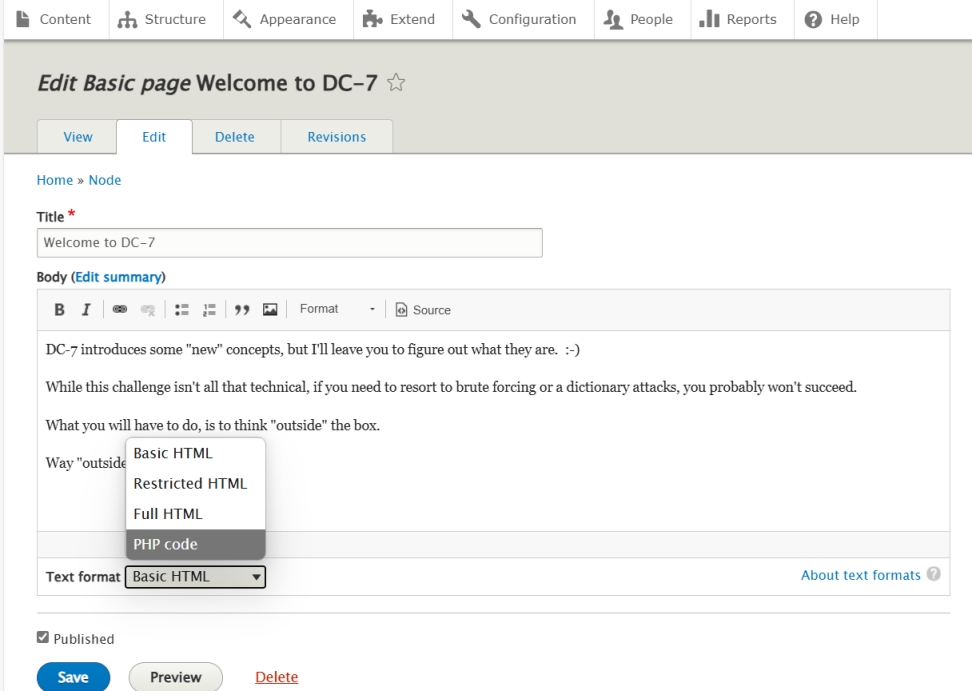 Content Structure Appearance Extend Configuration People Reports Help
Edit Basic page Welcome to DC-7
View Edit Delete Revisions
Home » Node
Title *
Welcome to DC-7
Body (Edit summary)
B I Format Source
DC-7 introduces some "new" concepts, but I'll leave you to figure out what they are. :-)
While this challenge isn't all that technical, if you need to resort to brute forcing or a dictionary attacks, you probably won't succeed.
What you will have to do, is to think "outside" the box.
Way "outside
Basic HTML
Restricted HTML
Full HTML
PHP code
Text format Basic HTML About text formats ?
Published
Save Preview Delete